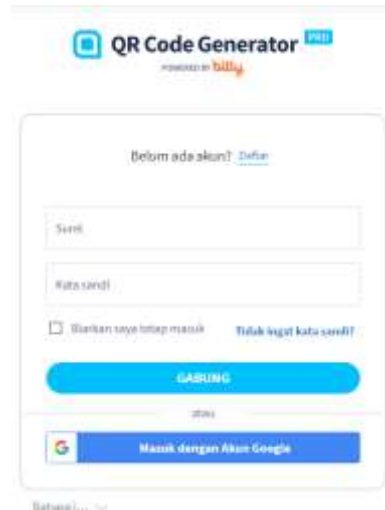 QR Code Generator PRO
POWERED BY bitly
Belum ada akun? Daftar
Surel
Kata sandi
Biarkan saya tetap masuk Tidak ingat kata sandi?
GABUNG
atau
G Masuk dengan Akun Google